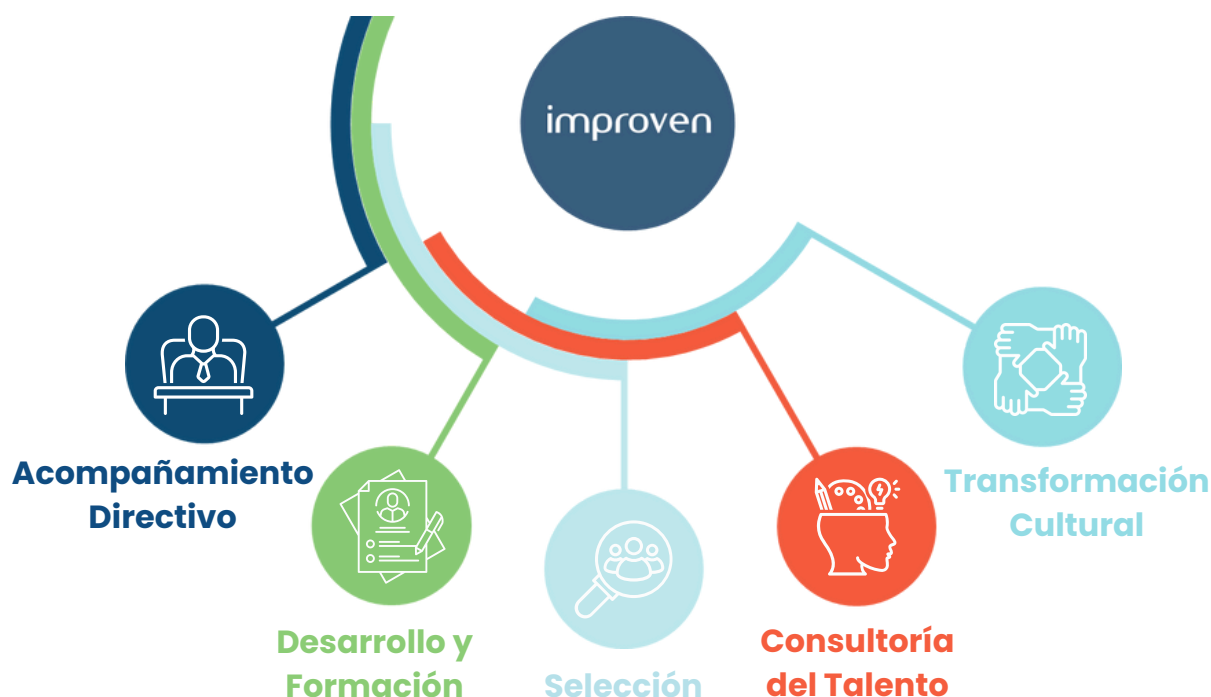 improven
Acompañamiento
Directivo
Desarrollo y
Formación
Selección
Consultoría
del Talento
Transformación
Cultural